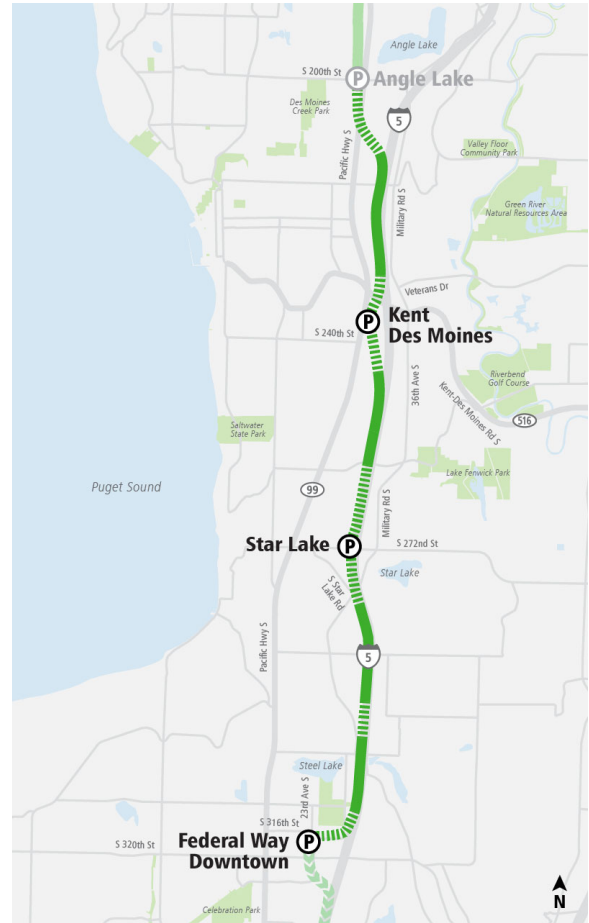 Angle Lake
S 200th St
P
Angle Lake
Des Moines
Creek Park
5
Pacific Hwy S
Valley Floor
Community Park
Military Rd S
Green River
Natural Resources Area
Veterans Dr
P
Kent
Des Moines
S 240th St
36th Ave S
Riverbend
Golf Course
Kent-Des Moines Rd S
516
Saltwater
State Park
Lake Fenwick Park
Puget Sound
99
Military Rd S
Star Lake
P
S 272nd St
Star Lake
S Star
Lake Rd
Pacific Hwy S
5
Steel Lake
23rd Ave S
S 316th St
Federal Way
Downtown
P
S 320th St
Celebration Park
N